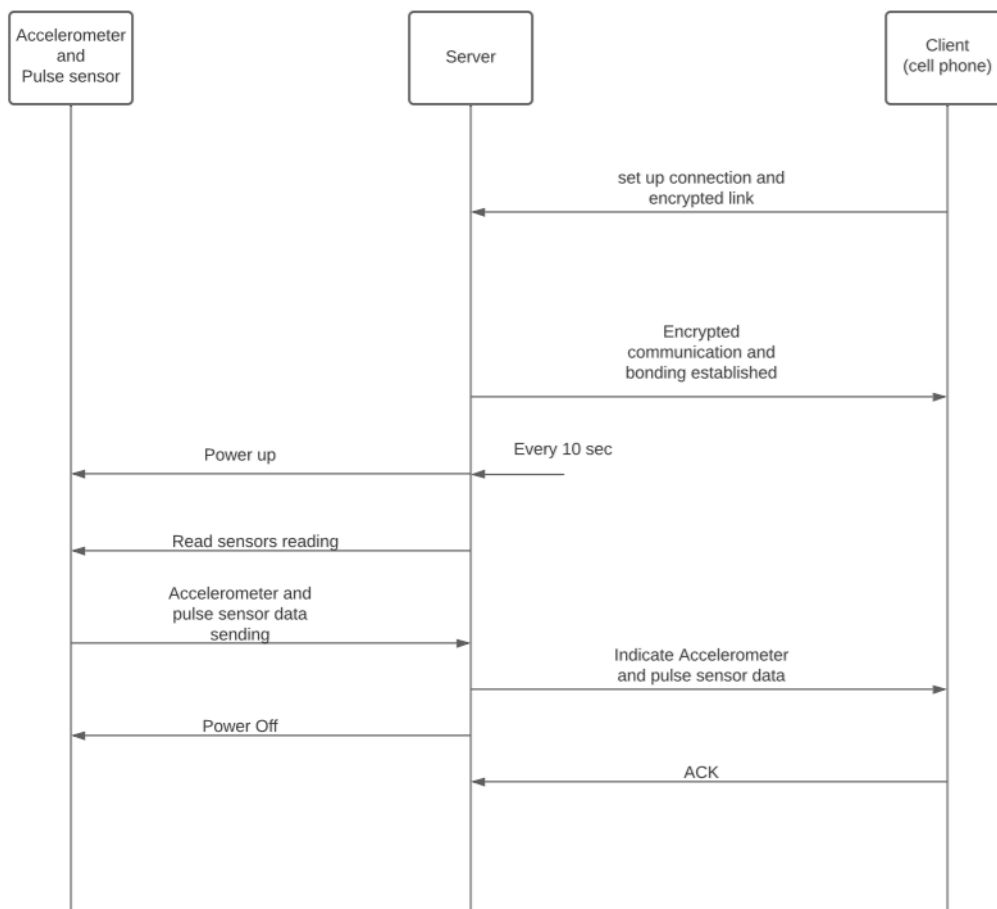 Accelerometer
and
Pulse sensor
Server
Client
(cell phone)
set up connection and
encrypted link
Encrypted
communication and
bonding established
Every 10 sec
Power up
Read sensors reading
Accelerometer and
pulse sensor data
sending
Indicate Accelerometer
and pulse sensor data
Power Off
ACK